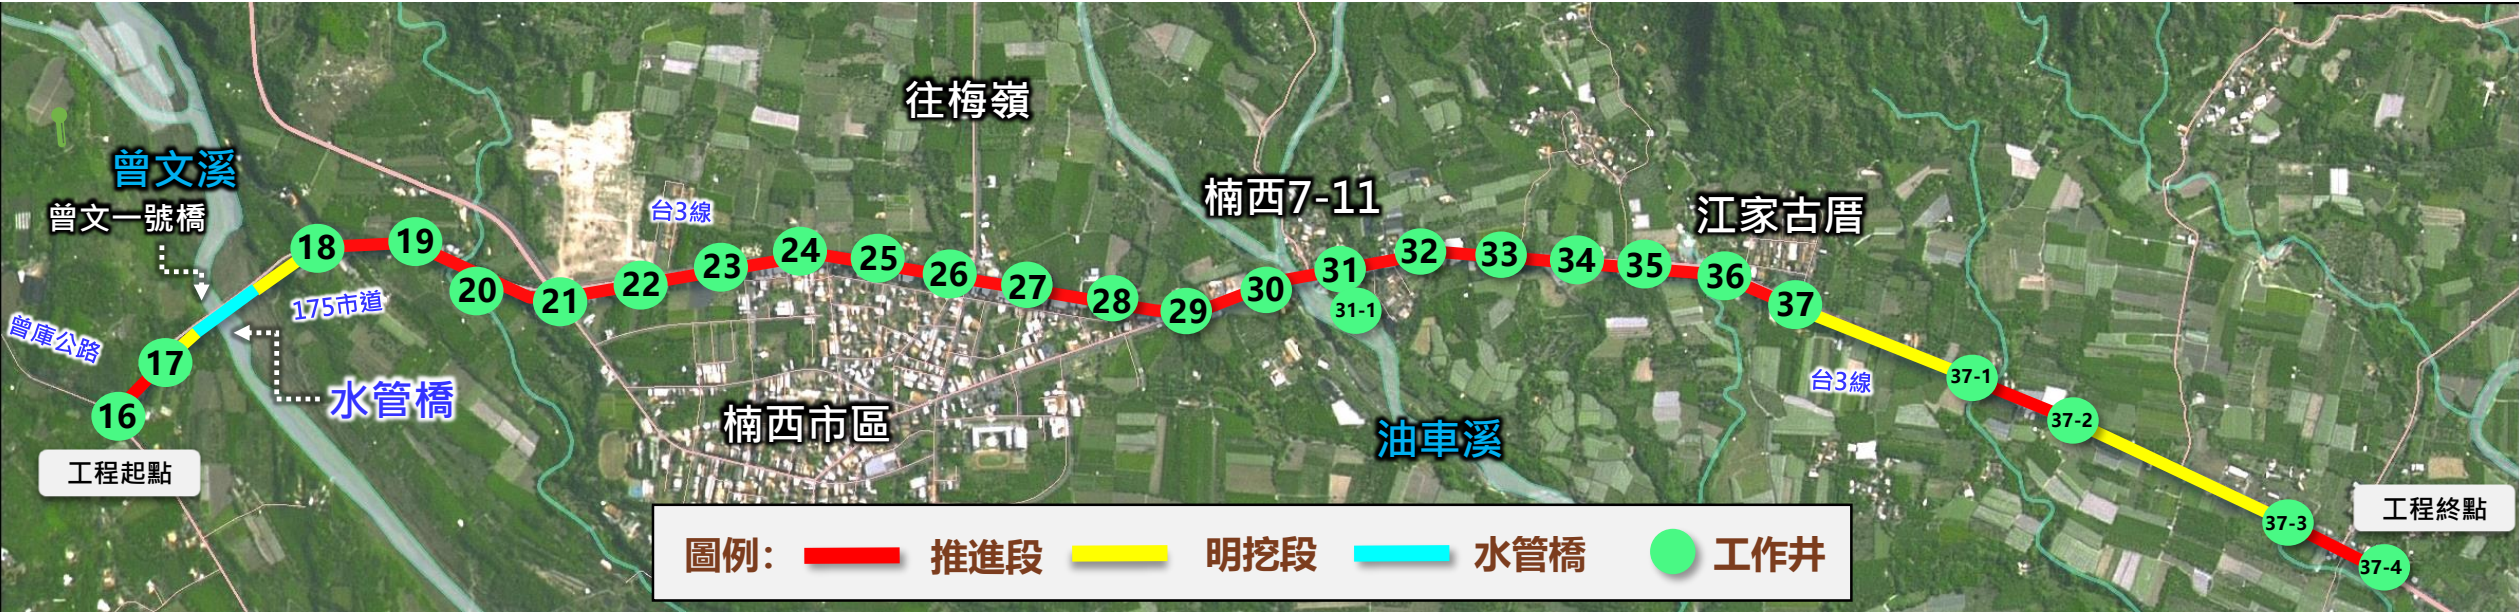 往梅嶺
曾文溪
曾文一號橋
台3線
楠西7-11
江家古厝
175市道
曾庫公路
水管橋
16
17
18
19
20
21
22
23
24
25
26
27
28
29
30
31
31-1
32
33
34
35
36
37
37-1
37-2
37-3
37-4
台3線
楠西市區
油車溪
工程起點
工程終點
圖例: 推進段 明挖段 水管橋 工作井